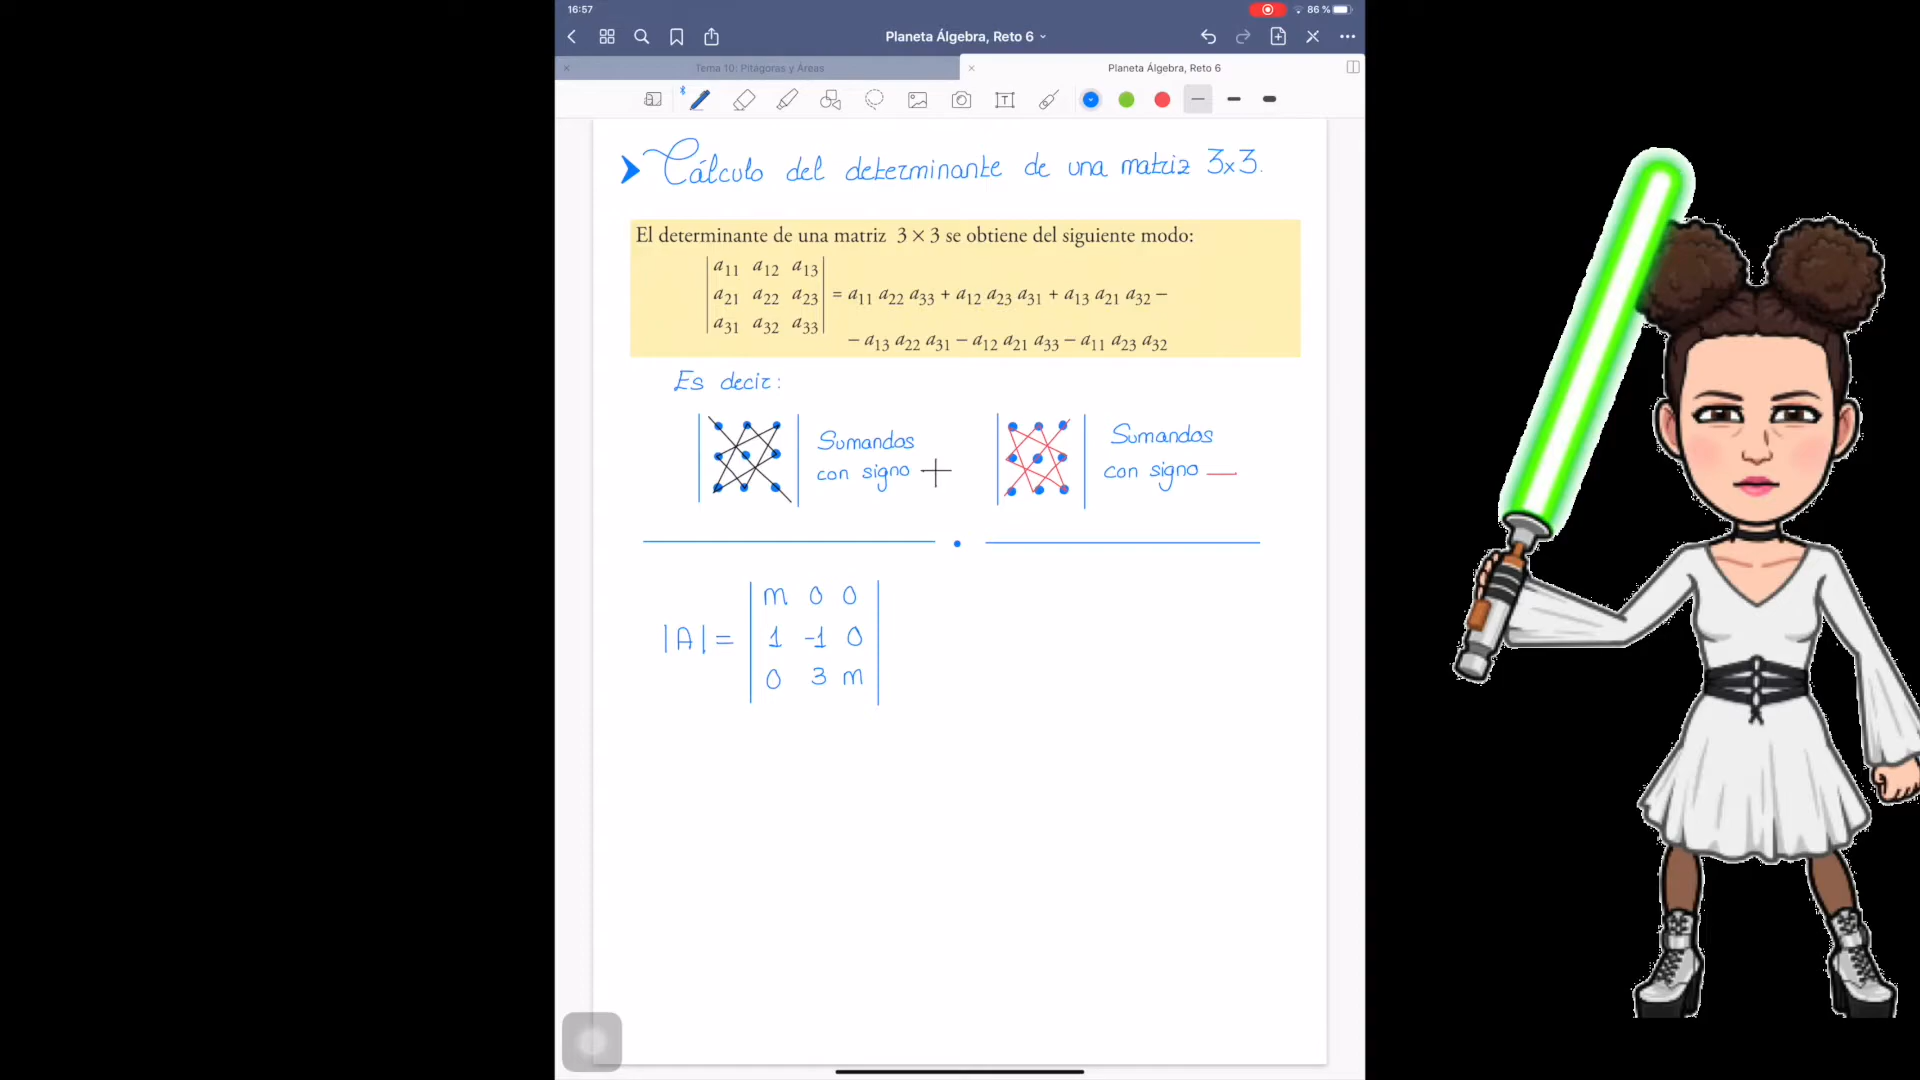 16:57
86 %
Planeta Álgebra, Reto 6
Tema 10: Pitágoras y Áreas
Planeta Álgebra, Reto 6
Cálculo del determinante de una matriz 3x3.
El determinante de una matriz 3 × 3 se obtiene del siguiente modo:
a11 a12 a13
a21 a22 a23 = a11 a22 a33 + a12 a23 a31 + a13 a21 a32 −
a31 a32 a33
− a13 a22 a31 − a12 a21 a33 − a11 a23 a32
Es decir:
Sumandos
con signo +
Sumandos
con signo —
m 0 0
|A| = 1 -1 0
0 3 m